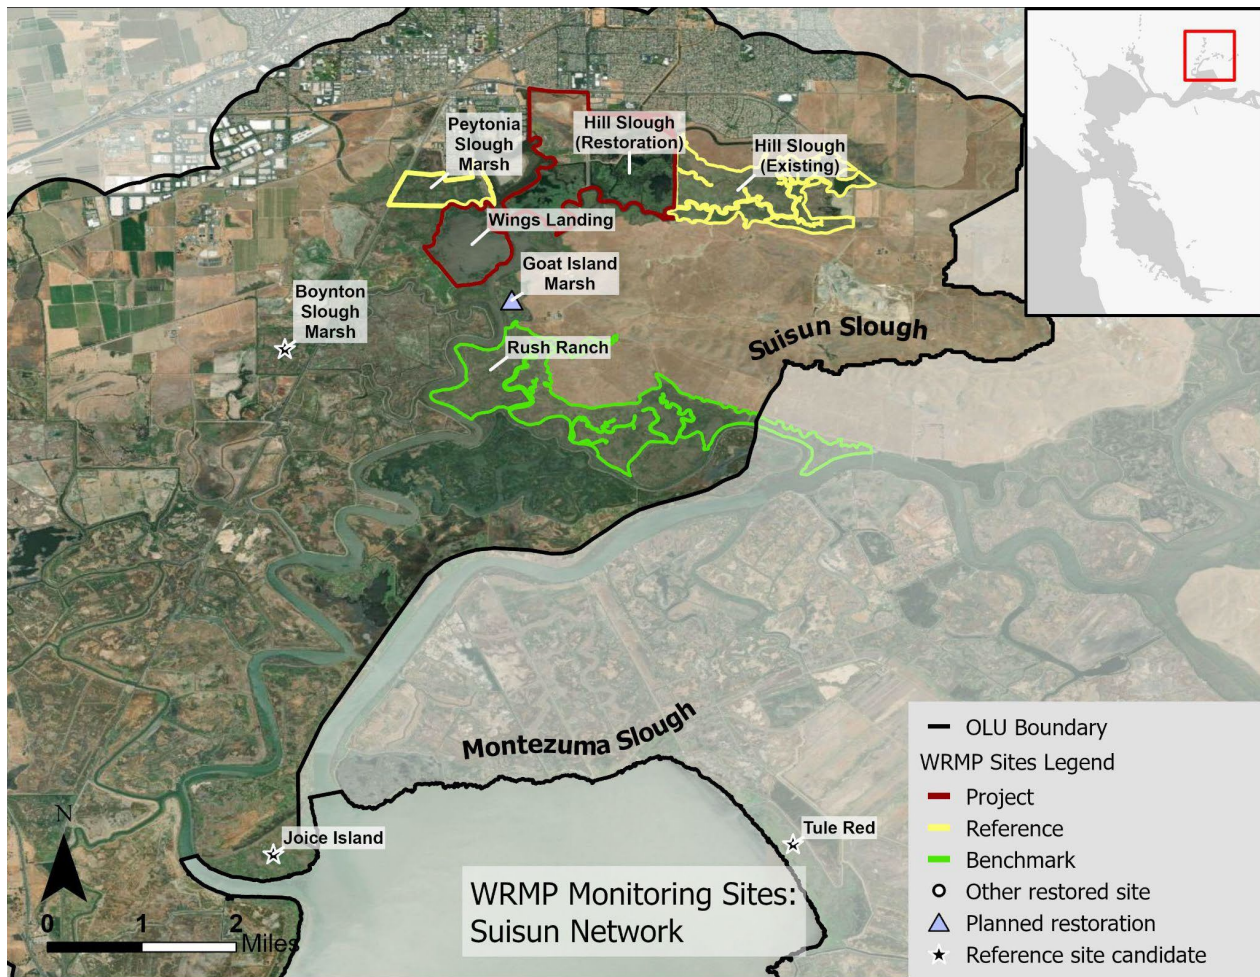 Peytonia
Slough
Marsh
Hill Slough
(Restoration)
Hill Slough
(Existing)
Wings Landing
Goat Island
Marsh
Boynton
Slough
Marsh
Rush Ranch
Suisun Slough
Montezuma Slough
Joice Island
Tule Red
N
0 1 2
Miles
WRMP Monitoring Sites:
Suisun Network
OLU Boundary
WRMP Sites Legend
Project
Reference
Benchmark
Other restored site
Planned restoration
Reference site candidate